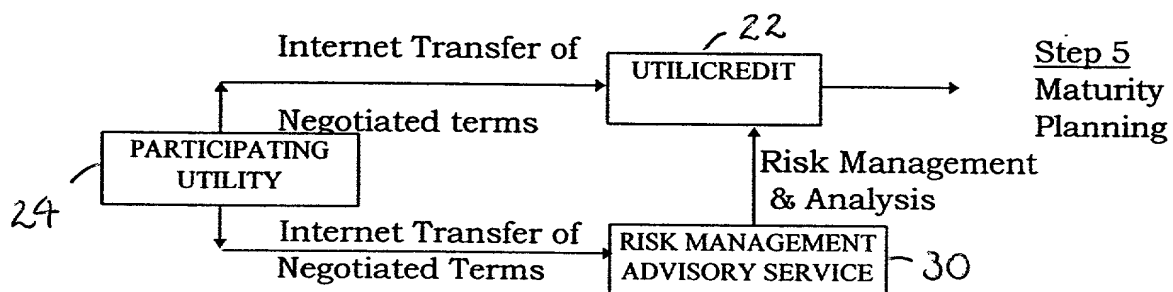 22
Internet Transfer of
Negotiated terms
UTILICREDIT
Step 5
Maturity
Planning
PARTICIPATING
UTILITY
24
Risk Management
& Analysis
Internet Transfer of
Negotiated Terms
RISK MANAGEMENT
ADVISORY SERVICE
30